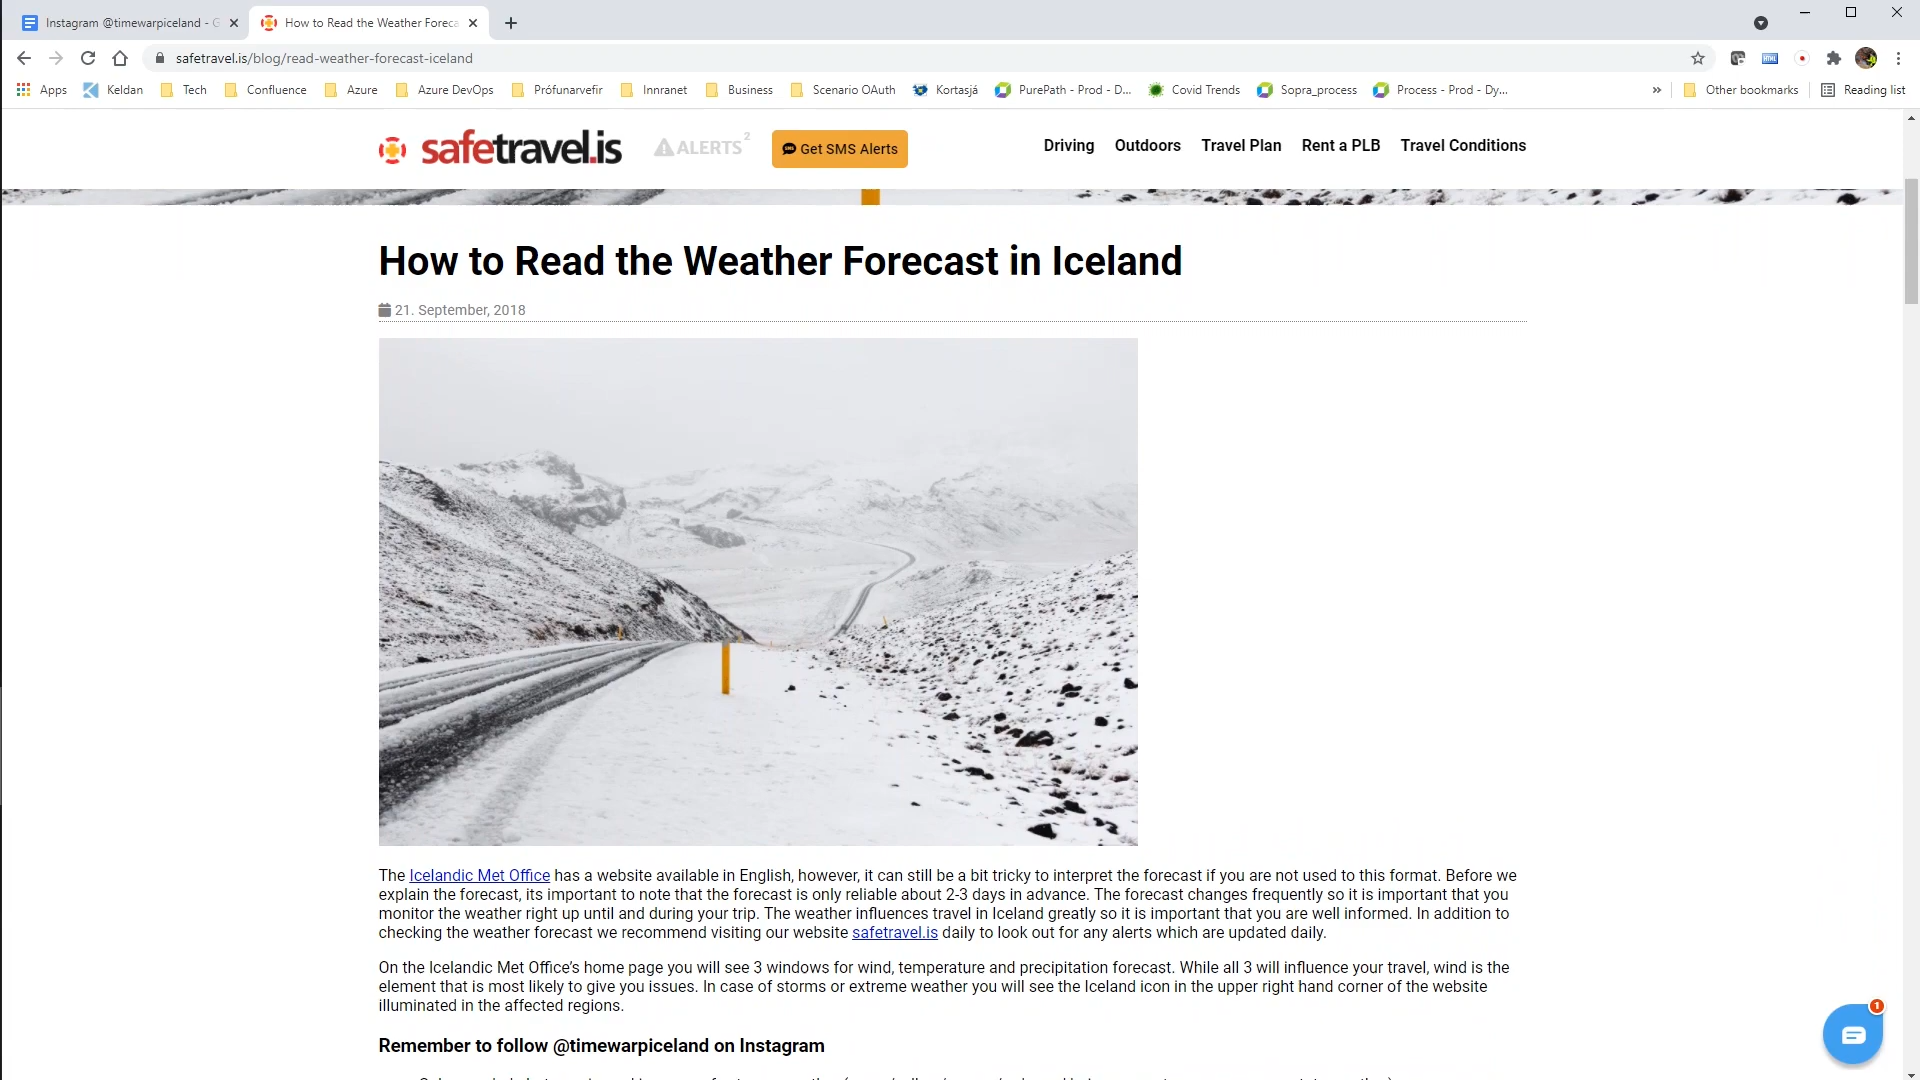 Instagram @timewarpiceland - G
How to Read the Weather Foreca
safetravel.is/blog/read-weather-forecast-iceland
Apps Keldan Tech Confluence Azure Azure DevOps Prófunarvefir Innranet Business Scenario OAuth Kortasjá PurePath - Prod - D... Covid Trends Sopra_process Process - Prod - Dy... » Other bookmarks Reading list
safetravel.is ALERTS 2 Get SMS Alerts Driving Outdoors Travel Plan Rent a PLB Travel Conditions
How to Read the Weather Forecast in Iceland
21. September, 2018
The Icelandic Met Office has a website available in English, however, it can still be a bit tricky to interpret the forecast if you are not used to this format. Before we
explain the forecast, its important to note that the forecast is only reliable about 2-3 days in advance. The forecast changes frequently so it is important that you
monitor the weather right up until and during your trip. The weather influences travel in Iceland greatly so it is important that you are well informed. In addition to
checking the weather forecast we recommend visiting our website safetravel.is daily to look out for any alerts which are updated daily.
On the Icelandic Met Office's home page you will see 3 windows for wind, temperature and precipitation forecast. While all 3 will influence your travel, wind is the
element that is most likely to give you issues. In case of storms or extreme weather you will see the Iceland icon in the upper right hand corner of the website
illuminated in the affected regions.
1
Remember to follow @timewarpiceland on Instagram